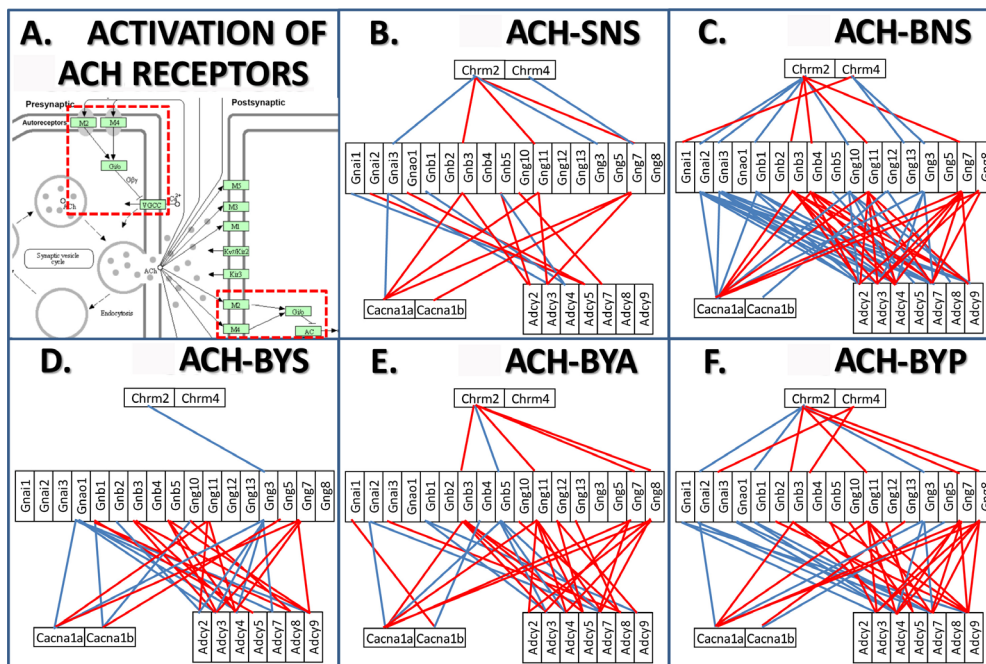 A. ACTIVATION OF
ACH RECEPTORS
Presynaptic
Postsynaptic
Autoreceptors
M2
M4
Giβγ
VGCC
ACh
M5
M3
M1
Kir3
Synaptic vesicle
cycle
ACh
Endocytosis
M2
M4
AC
B. ACH-SNS
Chrm2 Chrm4
Gnai1 Gnai2 Gnai3 Gnao1 Gnb1 Gnb2 Gnb3 Gnb4 Gnb5 Gng10 Gng11 Gng12 Gng13 Gng3 Gng5 Gng7 Gng8
Cacna1a Cacna1b
Adcy2 Adcy3 Adcy4 Adcy5 Adcy7 Adcy8 Adcy9
C. ACH-BNS
Chrm2 Chrm4
Gnai1 Gnai2 Gnai3 Gnao1 Gnb1 Gnb2 Gnb3 Gnb4 Gnb5 Gng10 Gng11 Gng12 Gng13 Gng3 Gng5 Gng7 Gng8
Cacna1a Cacna1b
Adcy2 Adcy3 Adcy4 Adcy5 Adcy7 Adcy8 Adcy9
D. ACH-BYS
Chrm2 Chrm4
Gnai1 Gnai2 Gnai3 Gnao1 Gnb1 Gnb2 Gnb3 Gnb4 Gnb5 Gng10 Gng11 Gng12 Gng13 Gng3 Gng5 Gng7 Gng8
Cacna1a Cacna1b
Adcy2 Adcy3 Adcy4 Adcy5 Adcy7 Adcy8 Adcy9
E. ACH-BYA
Chrm2 Chrm4
Gnai1 Gnai2 Gnai3 Gnao1 Gnb1 Gnb2 Gnb3 Gnb4 Gnb5 Gng10 Gng11 Gng12 Gng13 Gng3 Gng5 Gng7 Gng8
Cacna1a Cacna1b
Adcy2 Adcy3 Adcy4 Adcy5 Adcy7 Adcy8 Adcy9
F. ACH-BYP
Chrm2 Chrm4
Gnai1 Gnai2 Gnai3 Gnao1 Gnb1 Gnb2 Gnb3 Gnb4 Gnb5 Gng10 Gng11 Gng12 Gng13 Gng3 Gng5 Gng7 Gng8
Cacna1a Cacna1b
Adcy2 Adcy3 Adcy4 Adcy5 Adcy7 Adcy8 Adcy9